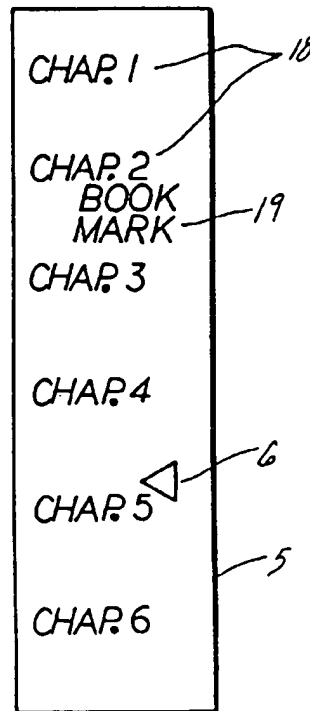 CHAP. 1 18
CHAP. 2
BOOK
MARK 19
CHAP. 3
CHAP. 4
6
CHAP. 5
5
CHAP. 6